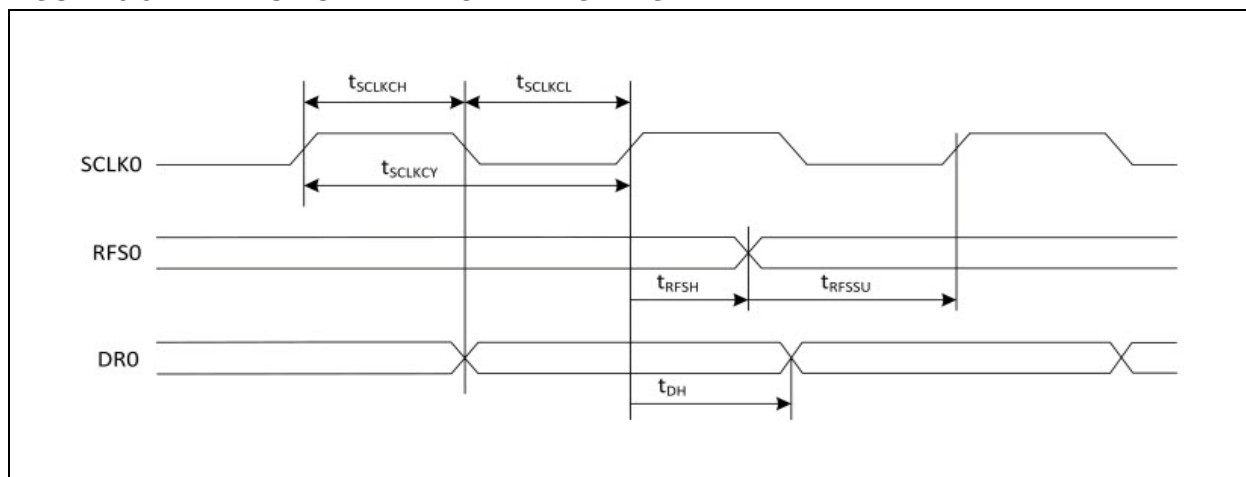 tSCLKCH tSCLKCL
SCLK0
tSCLKCY
RFS0
tRFSH tRFSSU
DR0
tDH